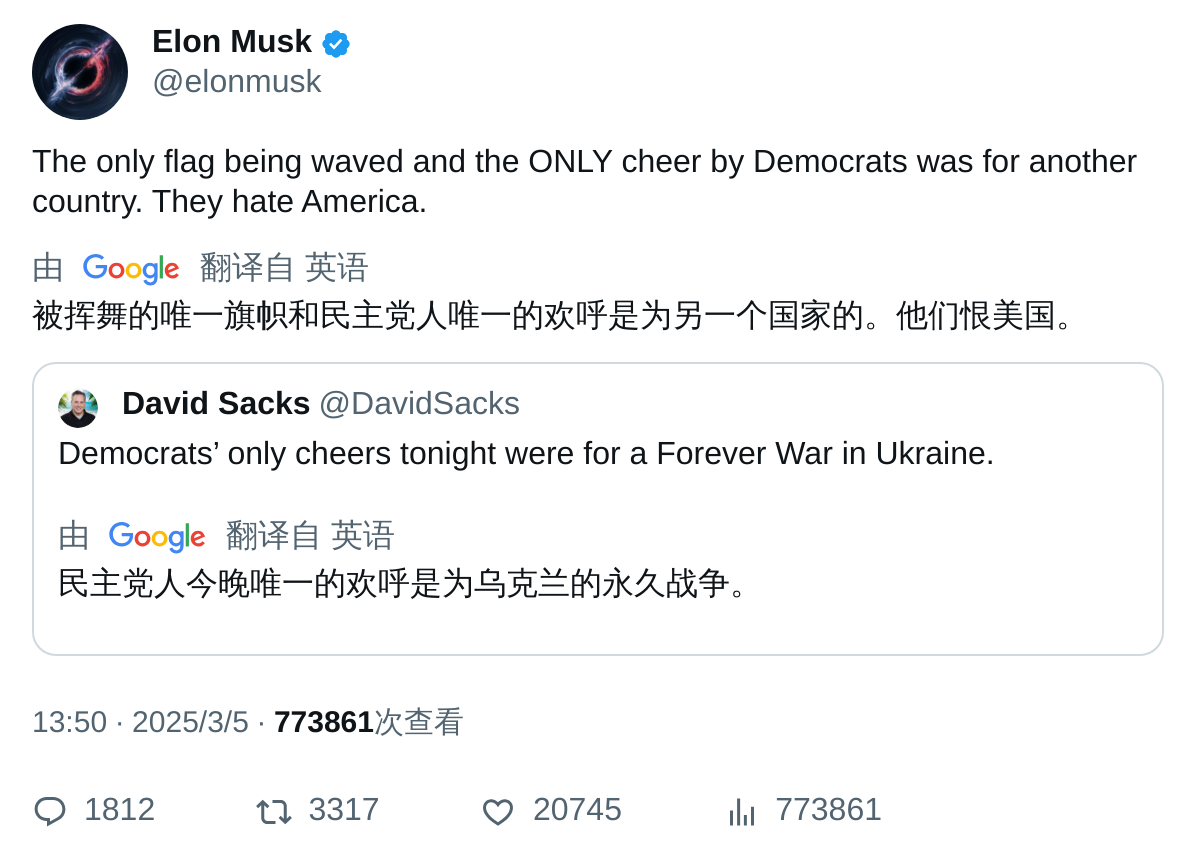 Elon Musk
@elonmusk
The only flag being waved and the ONLY cheer by Democrats was for another
country. They hate America.
由 Google 翻译自 英语
被挥舞的唯一旗帜和民主党人唯一的欢呼是为另一个国家的。他们恨美国。
David Sacks @DavidSacks
Democrats’ only cheers tonight were for a Forever War in Ukraine.
由 Google 翻译自 英语
民主党人今晚唯一的欢呼是为乌克兰的永久战争。
13:50 · 2025/3/5 · 773861次查看
1812 3317 20745 773861